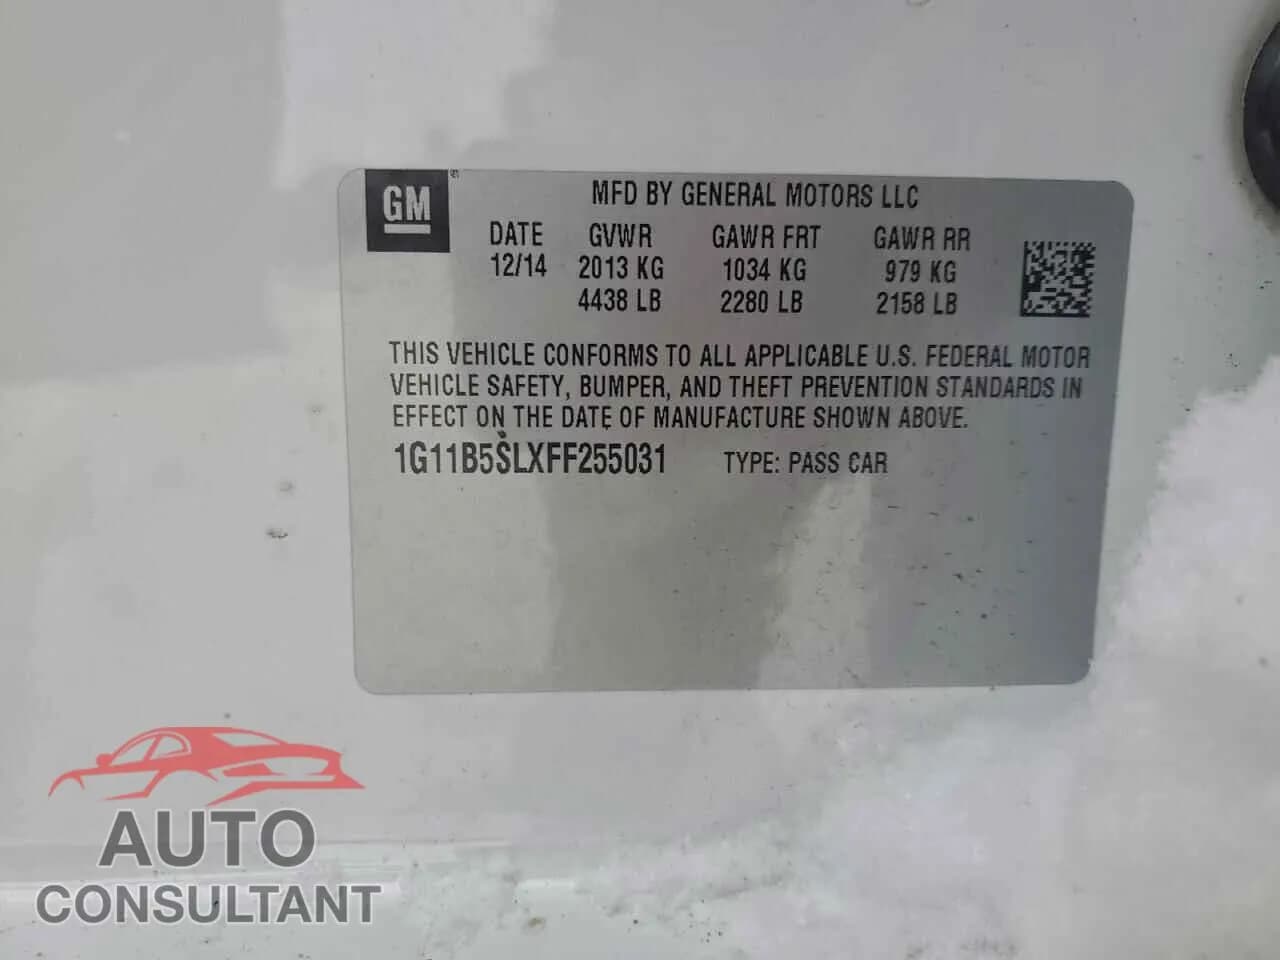 GM
MFD BY GENERAL MOTORS LLC
DATE GVWR GAWR FRT GAWR RR
12/14 2013 KG 1034 KG 979 KG
4438 LB 2280 LB 2158 LB
THIS VEHICLE CONFORMS TO ALL APPLICABLE U.S. FEDERAL MOTOR
VEHICLE SAFETY, BUMPER, AND THEFT PREVENTION STANDARDS IN
EFFECT ON THE DATE OF MANUFACTURE SHOWN ABOVE.
1G11B5SLXFF255031 TYPE: PASS CAR
AUTO
CONSULTANT